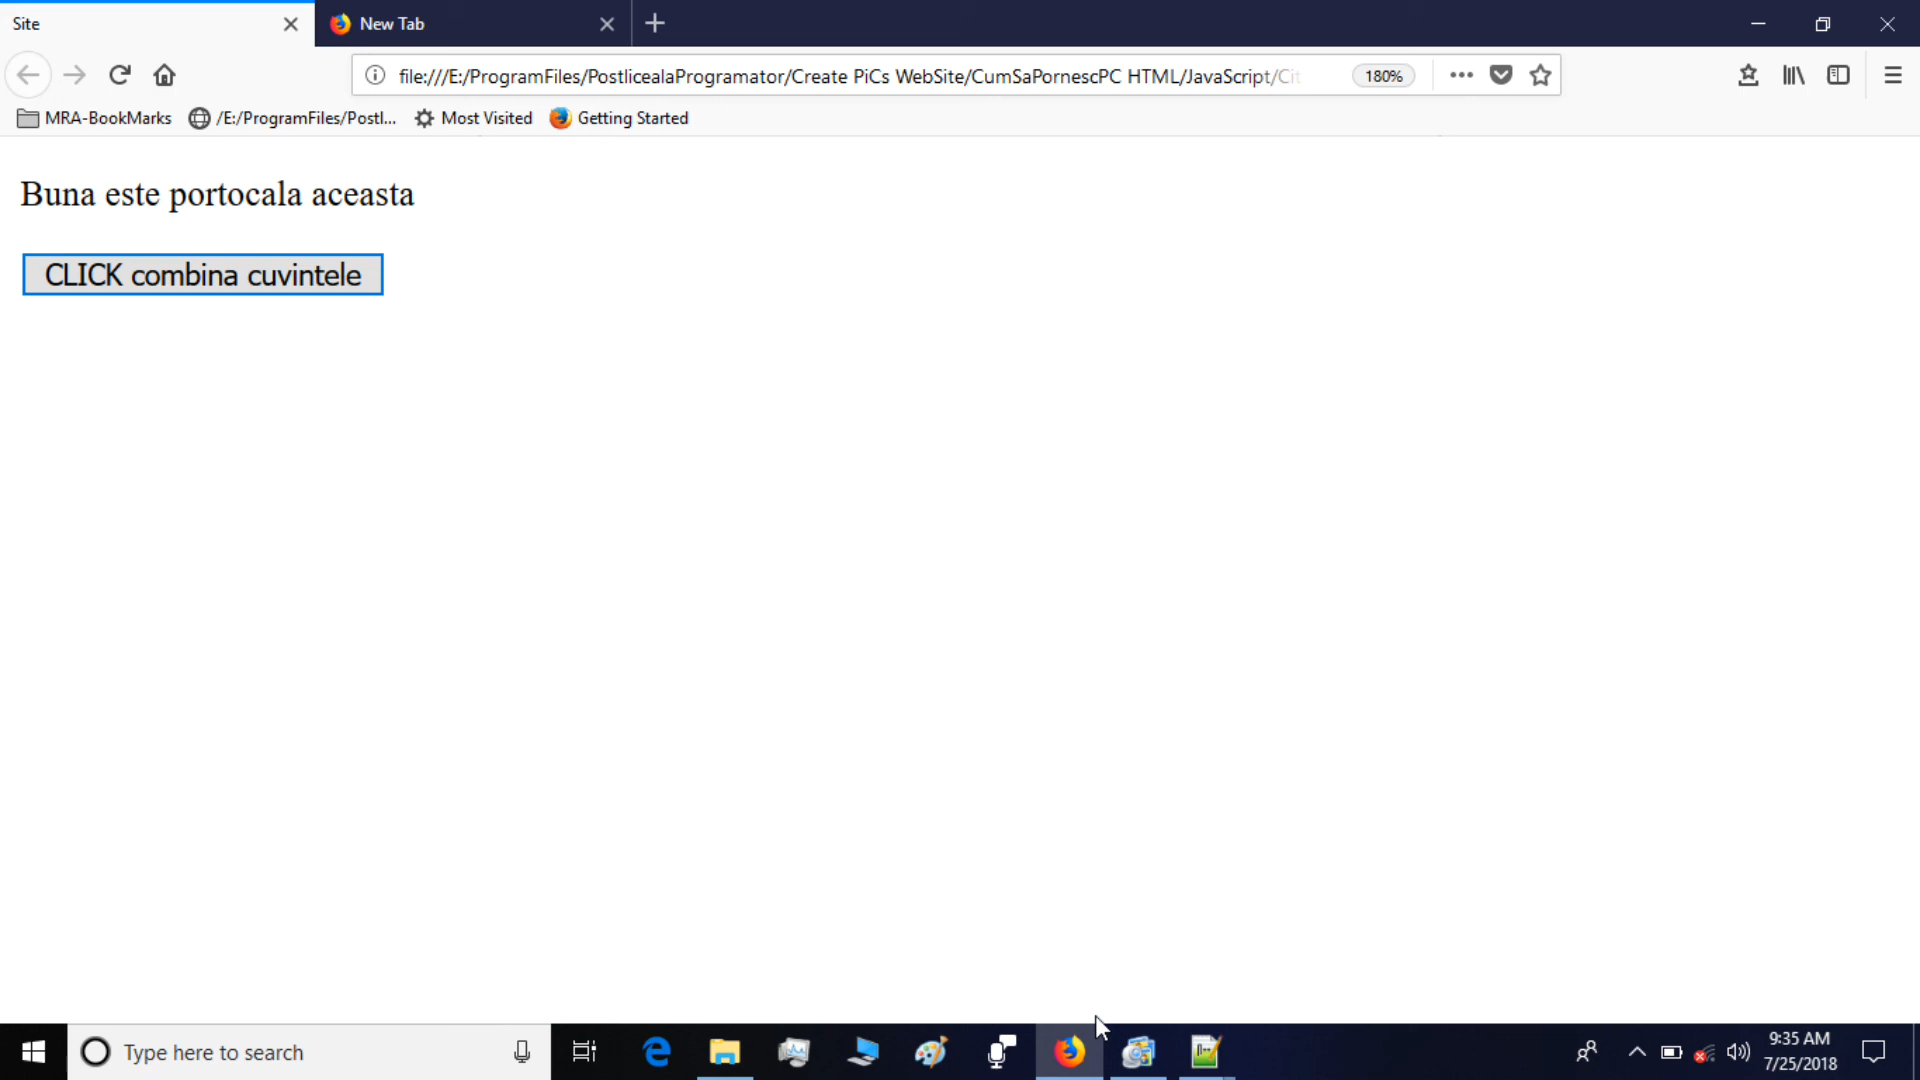 Site
New Tab
file:///E:/ProgramFiles/PostlicealaProgramator/Create PiCs WebSite/CumSaPornescPC HTML/JavaScript/Cit
180%
MRA-BookMarks
/E:/ProgramFiles/Postl...
Most Visited
Getting Started
Buna este portocala aceasta
CLICK combina cuvintele
Type here to search
9:35 AM
7/25/2018